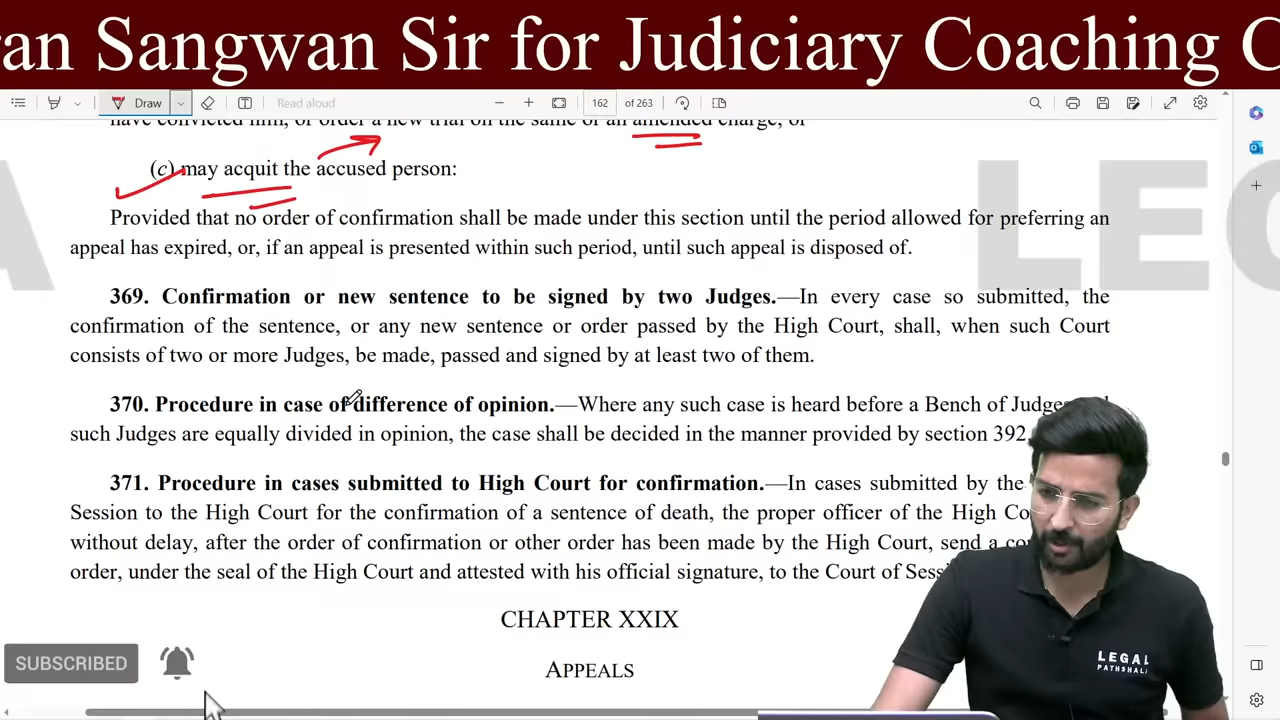 an Sangwan Sir for Judiciary Coaching C
Draw
Read aloud
162 of 263
have convicted him, or order a new trial on the same or an amended charge; or
(c) may acquit the accused person:
Provided that no order of confirmation shall be made under this section until the period allowed for preferring an
appeal has expired, or, if an appeal is presented within such period, until such appeal is disposed of.
369. Confirmation or new sentence to be signed by two Judges.—In every case so submitted, the
confirmation of the sentence, or any new sentence or order passed by the High Court, shall, when such Court
consists of two or more Judges, be made, passed and signed by at least two of them.
370. Procedure in case of difference of opinion.—Where any such case is heard before a Bench of Judges
such Judges are equally divided in opinion, the case shall be decided in the manner provided by section 392.
371. Procedure in cases submitted to High Court for confirmation.—In cases submitted by the
Session to the High Court for the confirmation of a sentence of death, the proper officer of the High Co
without delay, after the order of confirmation or other order has been made by the High Court, send a co
order, under the seal of the High Court and attested with his official signature, to the Court of Sess
CHAPTER XXIX
APPEALS
SUBSCRIBED
LEGAL
PATHSHALA
A
LEG